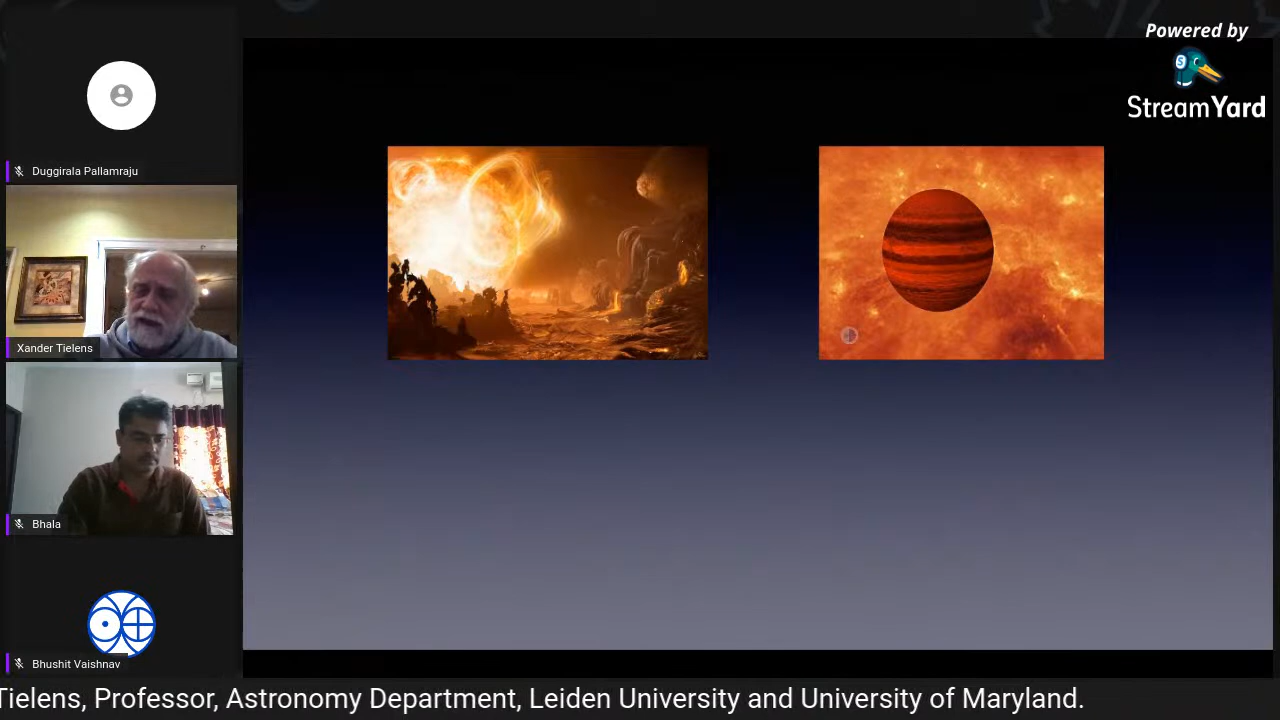 Powered by
StreamYard
Duggirala Pallamraju
Xander Tielens
Bhala
Bhushit Vaishnav
Tielens, Professor, Astronomy Department, Leiden University and University of Maryland.